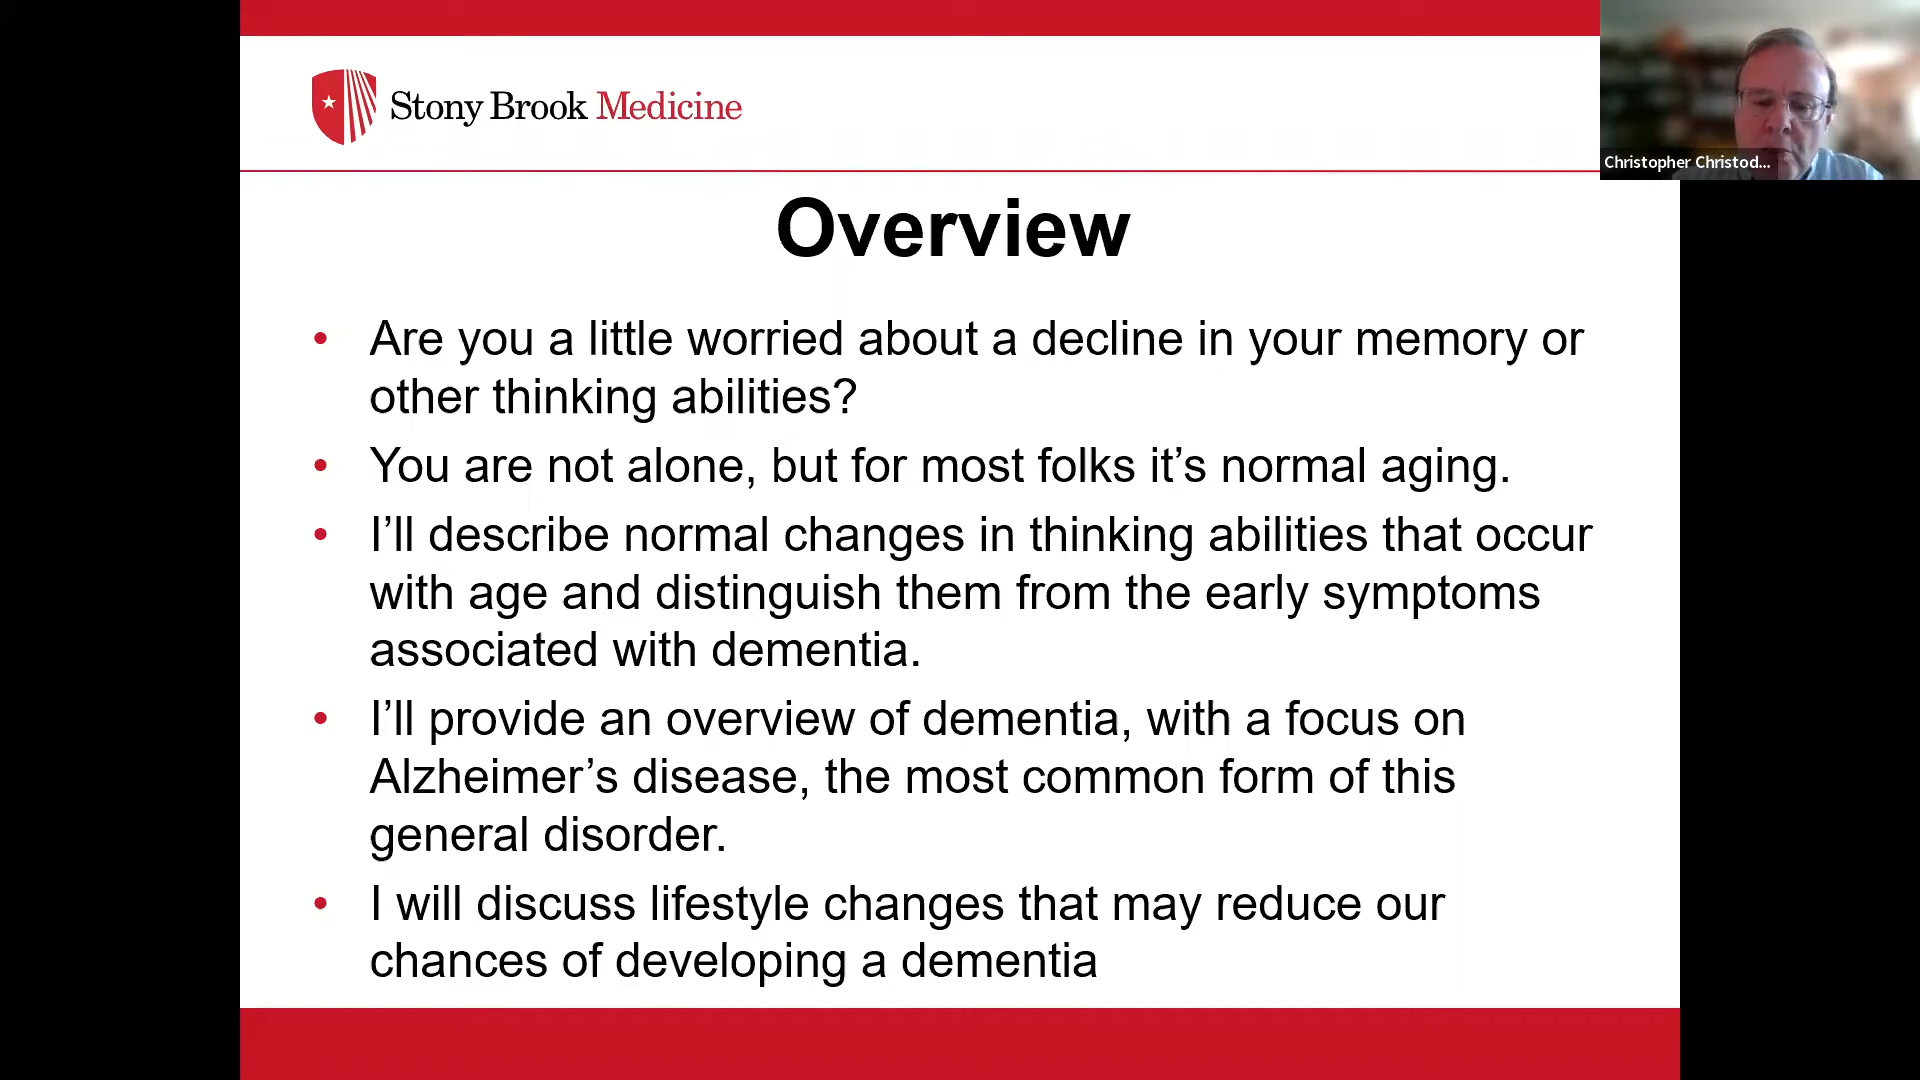 Stony Brook Medicine
Christopher Christod...
Overview
• Are you a little worried about a decline in your memory or
other thinking abilities?
• You are not alone, but for most folks it’s normal aging.
• I’ll describe normal changes in thinking abilities that occur
with age and distinguish them from the early symptoms
associated with dementia.
• I’ll provide an overview of dementia, with a focus on
Alzheimer’s disease, the most common form of this
general disorder.
• I will discuss lifestyle changes that may reduce our
chances of developing a dementia